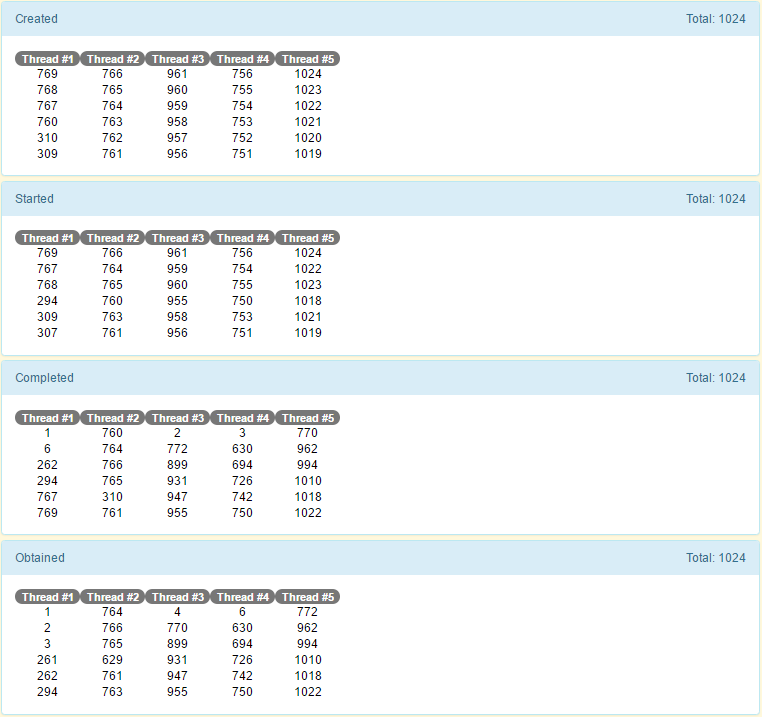 Created Total: 1024
Thread #1 Thread #2 Thread #3 Thread #4 Thread #5
769 766 961 756 1024
768 765 960 755 1023
767 764 959 754 1022
760 763 958 753 1021
310 762 957 752 1020
309 761 956 751 1019
Started Total: 1024
Thread #1 Thread #2 Thread #3 Thread #4 Thread #5
769 766 961 756 1024
767 764 959 754 1022
768 765 960 755 1023
294 760 955 750 1018
309 763 958 753 1021
307 761 956 751 1019
Completed Total: 1024
Thread #1 Thread #2 Thread #3 Thread #4 Thread #5
1 760 2 3 770
6 764 772 630 962
262 766 899 694 994
294 765 931 726 1010
767 310 947 742 1018
769 761 955 750 1022
Obtained Total: 1024
Thread #1 Thread #2 Thread #3 Thread #4 Thread #5
1 764 4 6 772
2 766 770 630 962
3 765 899 694 994
261 629 931 726 1010
262 761 947 742 1018
294 763 955 750 1022